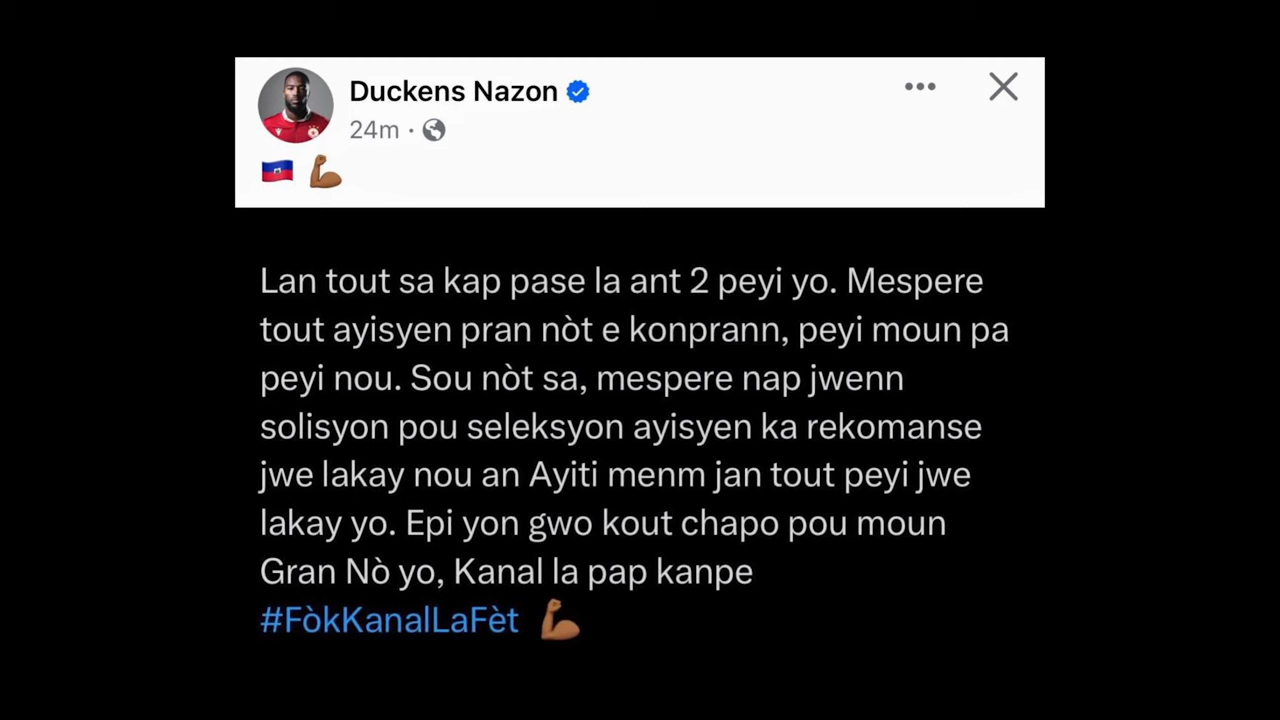 Duckens Nazon
24m ·
🇭🇹 💪🏾
Lan tout sa kap pase la ant 2 peyi yo. Mespere
tout ayisyen pran nòt e konprann, peyi moun pa
peyi nou. Sou nòt sa, mespere nap jwenn
solisyon pou seleksyon ayisyen ka rekomanse
jwe lakay nou an Ayiti menm jan tout peyi jwe
lakay yo. Epi yon gwo kout chapo pou moun
Gran Nò yo, Kanal la pap kanpe
#FòkKanalLaFèt 💪🏾